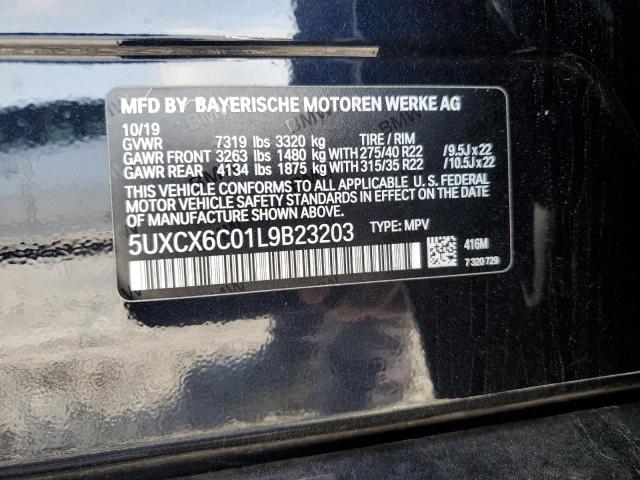 MFD BY BAYERISCHE MOTOREN WERKE AG
10/19
GVWR 7319 lbs 3320 kg TIRE / RIM
GAWR FRONT 3263 lbs 1480 kg WITH 275/40 R22 /9.5J x 22
GAWR REAR 4134 lbs 1875 kg WITH 315/35 R22 /10.5J x 22
THIS VEHICLE CONFORMS TO ALL APPLICABLE U. S. FEDERAL
MOTOR VEHICLE SAFETY STANDARDS IN EFFECT ON THE DATE
OF MANUFACTURE SHOWN ABOVE.
5UXCX6C01L9B23203 TYPE: MPV
416M
7 320 729